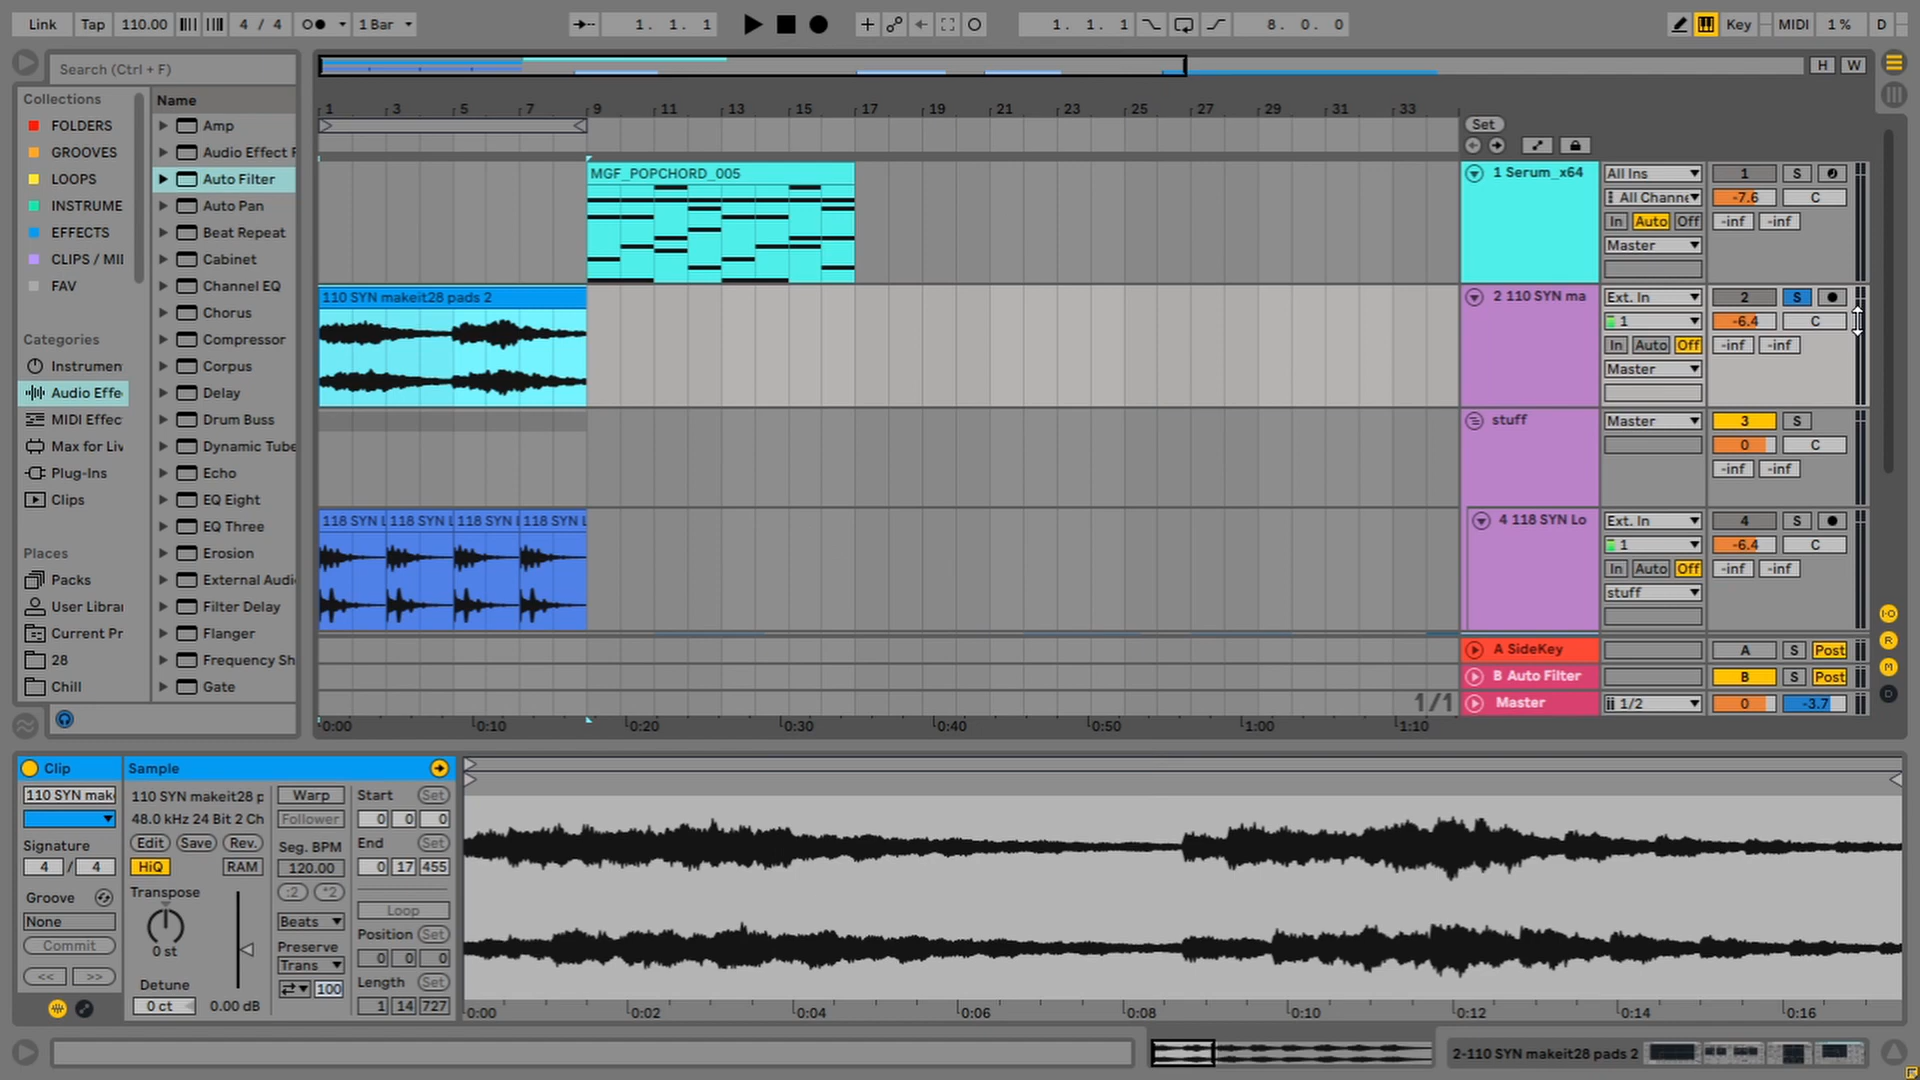 Link Tap 110.00 4 / 4 1 Bar 1. 1. 1 1. 1. 1 8. 0. 0 Key MIDI 1 % D
Search (Ctrl + F) H W
Collections
FOLDERS
GROOVES
LOOPS
INSTRUME
EFFECTS
CLIPS / MI
FAV
Categories
Instrumen
Audio Effe
MIDI Effec
Max for Liv
Plug-Ins
Clips
Places
Packs
User Libra
Current Pr
28
Chill
Name
Amp
Audio Effect F
Auto Filter
Auto Pan
Beat Repeat
Cabinet
Channel EQ
Chorus
Compressor
Corpus
Delay
Drum Buss
Dynamic Tube
Echo
EQ Eight
EQ Three
Erosion
External Audi
Filter Delay
Flanger
Frequency Sh
Gate
1 3 5 7 9 11 13 15 17 19 21 23 25 27 29 31 33
Set
MGF_POPCHORD_005
1 Serum_x64 All Ins 1 S
All Channe -7.6 C
In Auto Off -inf -inf
Master
110 SYN makeit28 pads 2
2 110 SYN ma Ext. In 2 S
1 -6.4 C
In Auto Off -inf -inf
Master
stuff Master 3 S
0 C
-inf -inf
118 SYN L 118 SYN L 118 SYN L 118 SYN L
4 118 SYN Lo Ext. In 4 S
1 -6.4 C
In Auto Off -inf -inf
stuff
I·O
R
M
D
A SideKey A S Post
B Auto Filter B S Post
1/1 Master 1/2 0 -3.7
0:00 0:10 0:20 0:30 0:40 0:50 1:00 1:10
Clip
110 SYN mak
Signature
4 / 4
Groove
None
Commit
<< >>
Sample
110 SYN makeit28 p
48.0 kHz 24 Bit 2 Ch
Edit Save Rev.
HiQ RAM
Transpose
0 st
Detune
0 ct 0.00 dB
Warp
Follower
Seg. BPM
120.00
:2 *2
Beats
Preserve
Trans
100
Start Set
0 0 0
End Set
0 17 455
Loop
Position Set
0 0 0
Length Set
1 14 727
0:00 0:02 0:04 0:06 0:08 0:10 0:12 0:14 0:16
2-110 SYN makeit28 pads 2